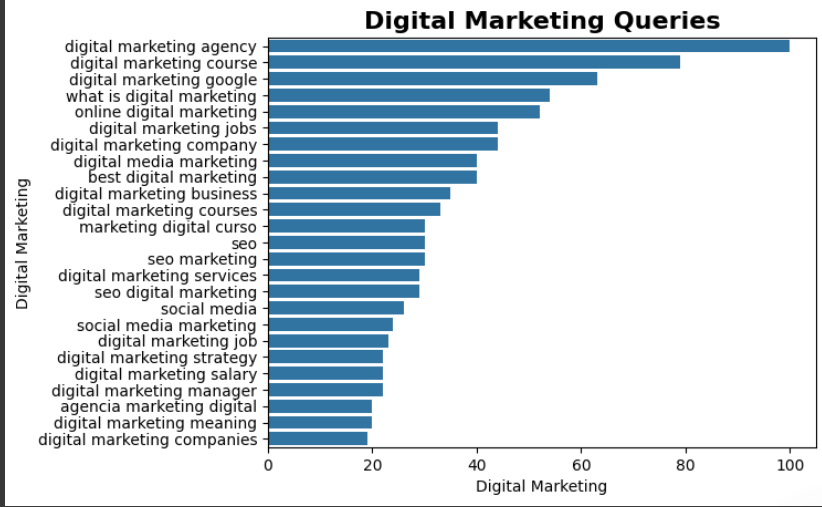 Digital Marketing Queries
digital marketing agency
digital marketing course
digital marketing google
what is digital marketing
online digital marketing
digital marketing jobs
digital marketing company
digital media marketing
best digital marketing
digital marketing business
digital marketing courses
marketing digital curso
seo
seo marketing
digital marketing services
seo digital marketing
social media
social media marketing
digital marketing job
digital marketing strategy
digital marketing salary
digital marketing manager
agencia marketing digital
digital marketing meaning
digital marketing companies
Digital Marketing
0 20 40 60 80 100
Digital Marketing